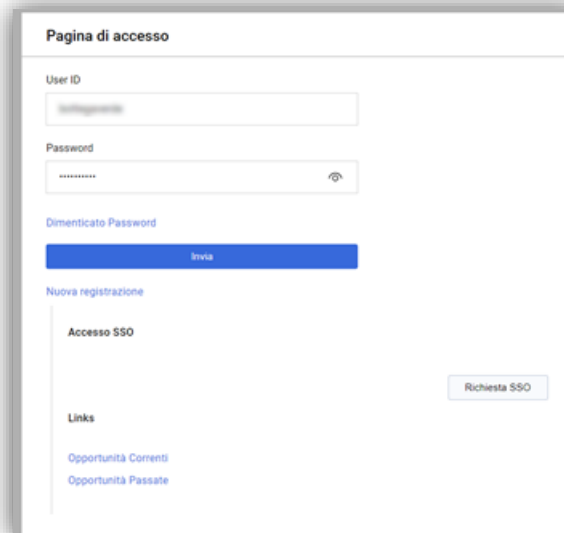 Pagina di accesso
User ID
Password
Dimenticato Password
Invia
Nuova registrazione
Accesso SSO
Richiesta SSO
Links
Opportunità Correnti
Opportunità Passate